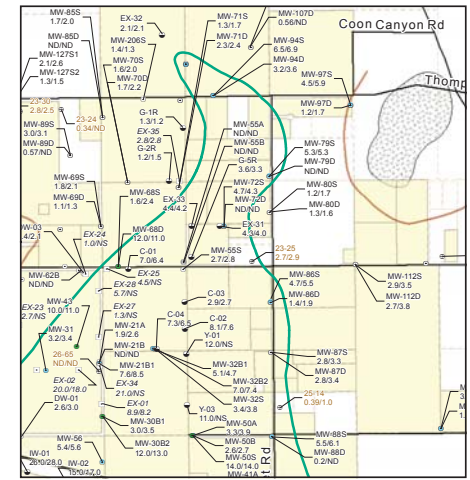 MW-85S
1.7/2.0
MW-85D
ND/ND
MW-127S1
2.1/2.6
MW-127S2
1.3/1.5
EX-32
2.1/2.1
MW-206S
1.4/1.3
MW-70S
1.6/2.0
MW-70D
1.7/2.2
MW-71S
1.3/1.7
MW-71D
2.3/2.4
MW-107D
0.56/ND
MW-94S
6.5/6.9
MW-94D
3.2/3.6
Coon Canyon Rd
MW-97S
4.5/5.9
Thomp
MW-97D
1.2/1.7
23-30
2.8/2.5
23-24
0.34/ND
MW-89S
3.0/3.1
MW-89D
0.57/ND
G-1R
1.3/1.2
EX-35
2.8/2.8
G-2R
1.2/1.5
MW-55A
ND/ND
MW-55B
ND/ND
G-5R
3.6/3.3
MW-79S
5.3/5.3
MW-79D
ND/ND
MW-80S
1.2/1.7
MW-80D
1.3/1.6
MW-69S
1.8/2.1
MW-69D
1.1/1.3
MW-68S
1.6/2.4
EX-33
4.4/4.2
MW-72S
4.7/4.3
MW-72D
ND/ND
EX-31
4.3/4.0
W-03
4/2.1
EX-24
1.0/NS
MW-68D
12.0/11.0
C-01
7.0/6.4
MW-55S
2.7/2.8
23-25
2.7/2.9
MW-62B
ND/ND
EX-25
4.5/NS
EX-28
5.7/NS
MW-86S
4.7/5.5
MW-86D
1.4/1.9
MW-112S
2.9/3.5
MW-112D
2.7/3.8
EX-23
2.7/NS
MW-43
10.0/11.0
EX-27
1.3/NS
C-03
2.9/2.7
C-04
7.3/6.5
C-02
8.1/7.6
MW-31
3.2/3.4
MW-21A
1.9/2.6
MW-21B
ND/ND
MW-21B1
7.6/8.5
Y-01
12.0/NS
26-65
ND/ND
EX-02
20.0/18.0
EX-34
21.0/NS
MW-32B1
5.1/4.7
MW-32B2
7.0/7.4
MW-32S
3.4/3.8
MW-87S
2.8/3.3
MW-87D
2.8/3.4
DW-01
2.6/3.0
EX-01
8.9/8.2
MW-30B1
3.0/3.5
Y-03
11.0/NS
25-14
0.39/1.0
MW-56
5.4/5.6
MW-30B2
12.0/13.0
MW-50A
3.3/3.9
MW-50B
2.6/2.7
MW-50S
14.0/14.0
MW-41A
MW-88S
5.5/6.1
MW-88D
0.2/ND
IW-01
26.0/28.0
IW-02
15.0/17.0
t Rd